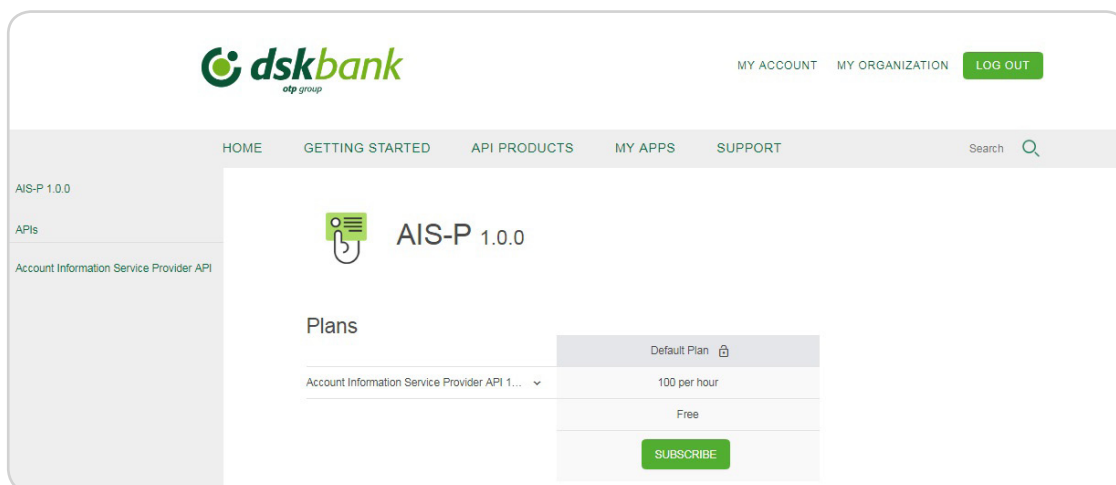 dskbank
otp group
MY ACCOUNT MY ORGANIZATION LOG OUT
HOME GETTING STARTED API PRODUCTS MY APPS SUPPORT Search
AIS-P 1.0.0
APIs
Account Information Service Provider API
AIS-P 1.0.0
Plans
Default Plan
Account Information Service Provider API 1... 100 per hour
Free
SUBSCRIBE